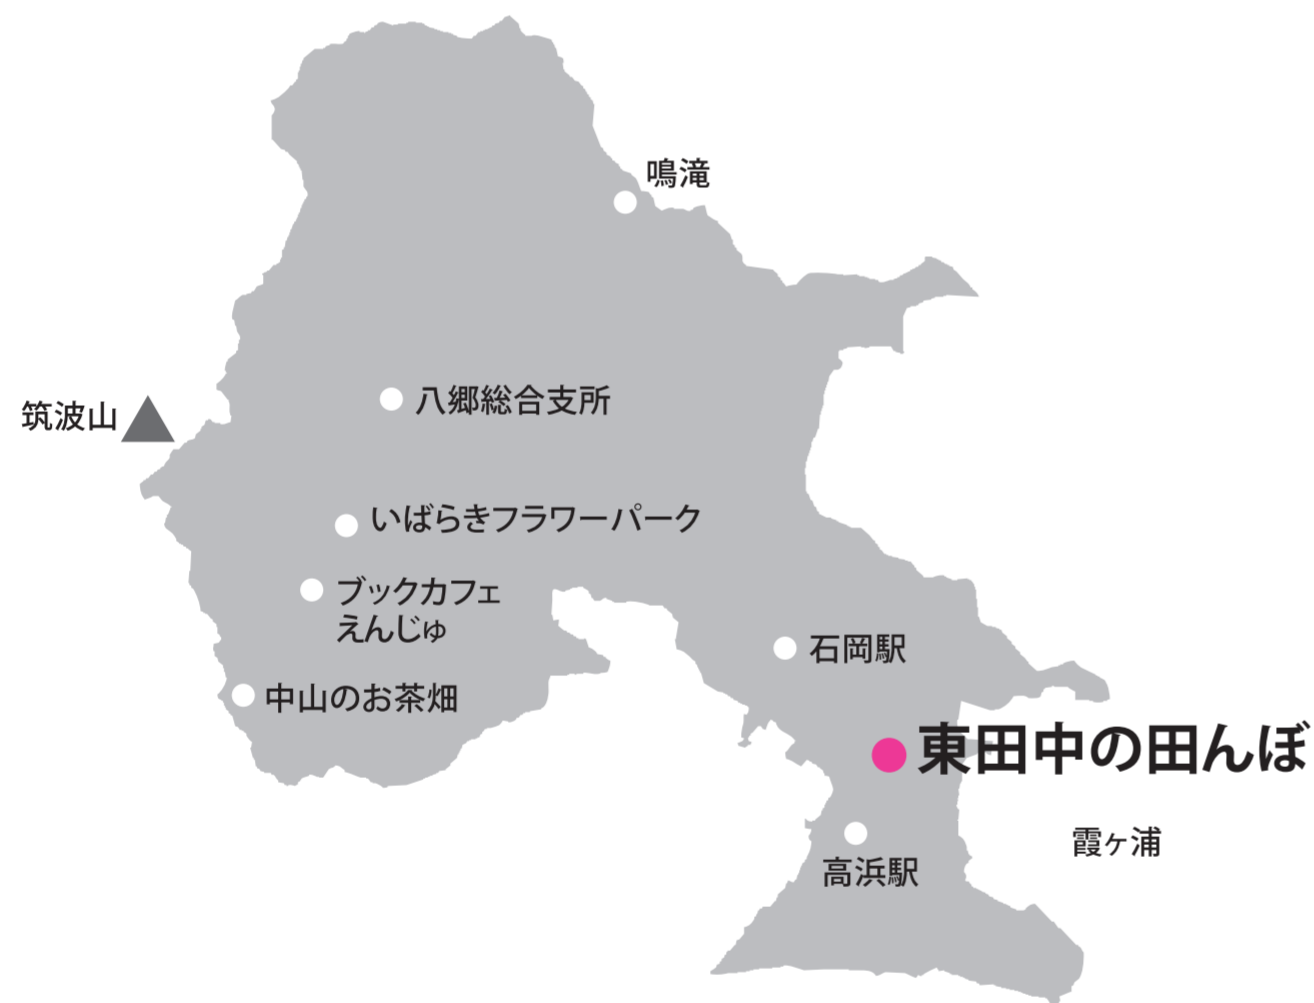 鳴滝
八郷総合支所
筑波山
いばらきフラワーパーク
ブックカフェ
えんじゅ
石岡駅
中山のお茶畑
東田中の田んぼ
霞ヶ浦
高浜駅